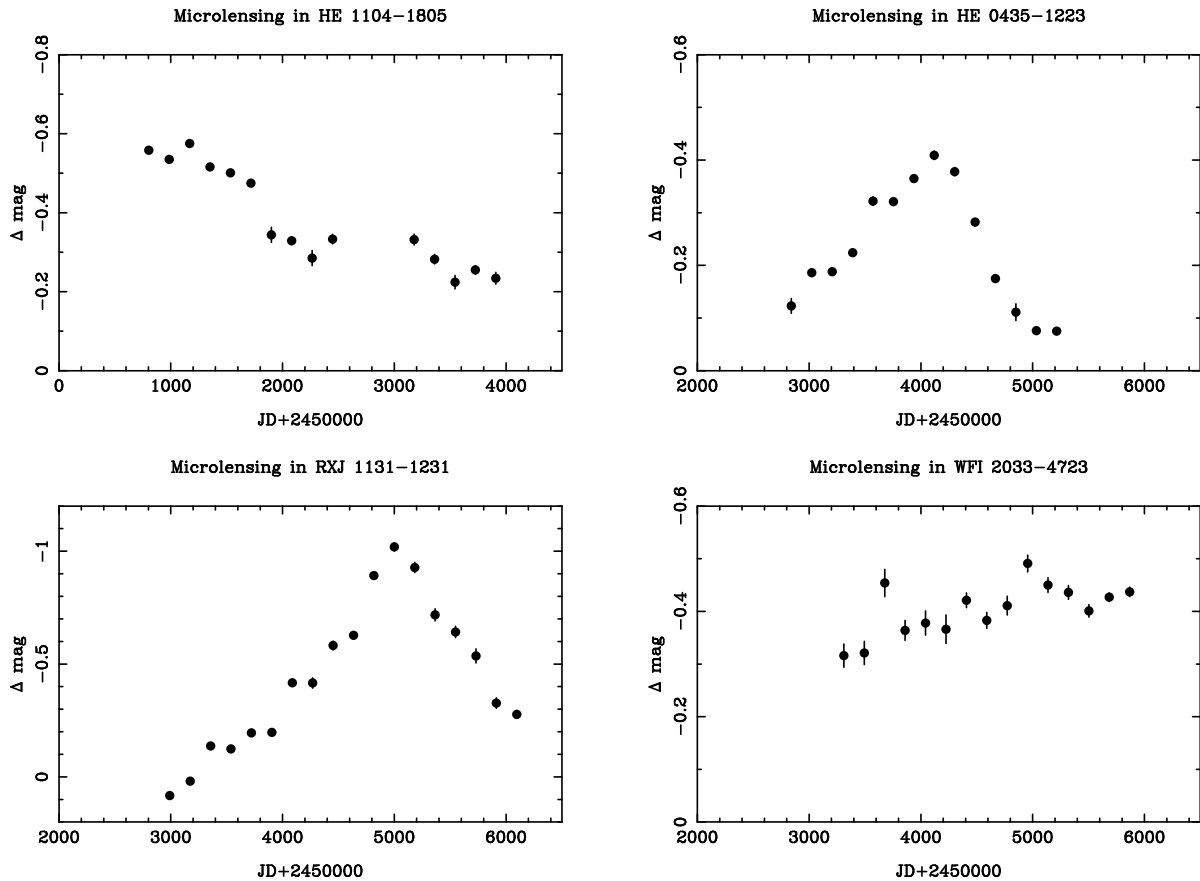 Microlensing in HE 1104−1805
−0.8
−0.6
−0.4
−0.2
0
Δ mag
0 1000 2000 3000 4000
JD+2450000
Microlensing in HE 0435−1223
−0.6
−0.4
−0.2
0
Δ mag
2000 3000 4000 5000 6000
JD+2450000
Microlensing in RXJ 1131−1231
−1
−0.5
0
Δ mag
2000 3000 4000 5000 6000
JD+2450000
Microlensing in WFI 2033−4723
−0.6
−0.4
−0.2
0
Δ mag
2000 3000 4000 5000 6000
JD+2450000